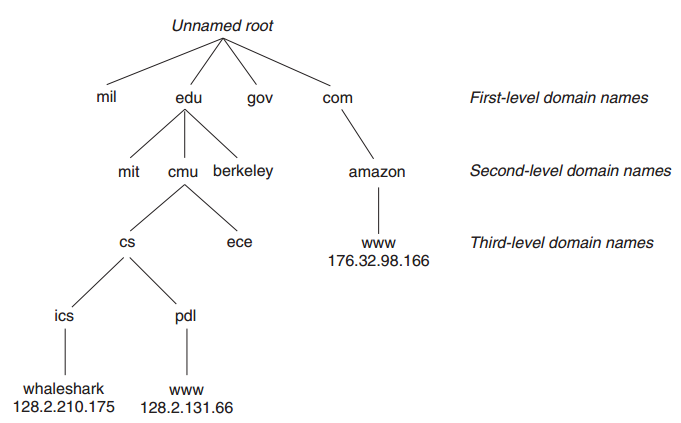 Unnamed root
mil edu gov com First-level domain names
mit cmu berkeley amazon Second-level domain names
cs ece www Third-level domain names
176.32.98.166
ics pdl
whaleshark www
128.2.210.175 128.2.131.66